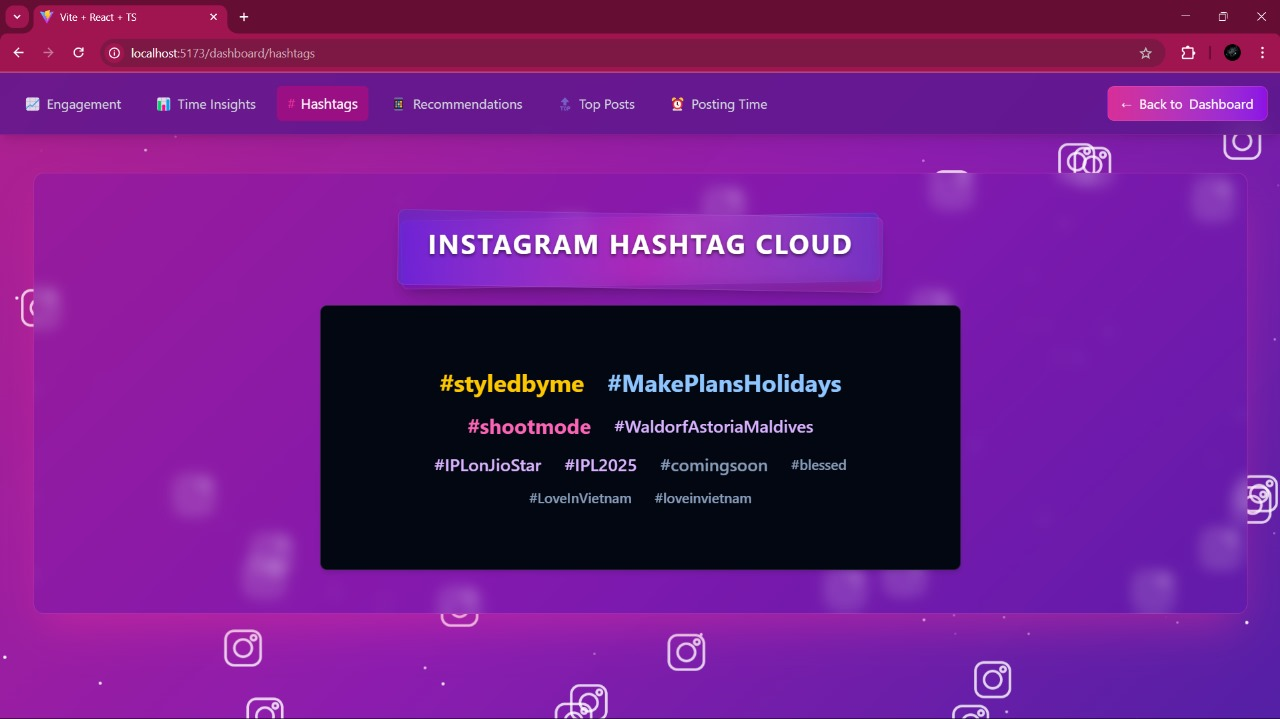 Vite + React + TS
localhost:5173/dashboard/hashtags
Engagement Time Insights # Hashtags Recommendations Top Posts Posting Time ← Back to Dashboard
INSTAGRAM HASHTAG CLOUD
#styledbyme #MakePlansHolidays
#shootmode #WaldorfAstoriaMaldives
#IPLonJioStar #IPL2025 #comingsoon #blessed
#LoveInVietnam #loveinvietnam